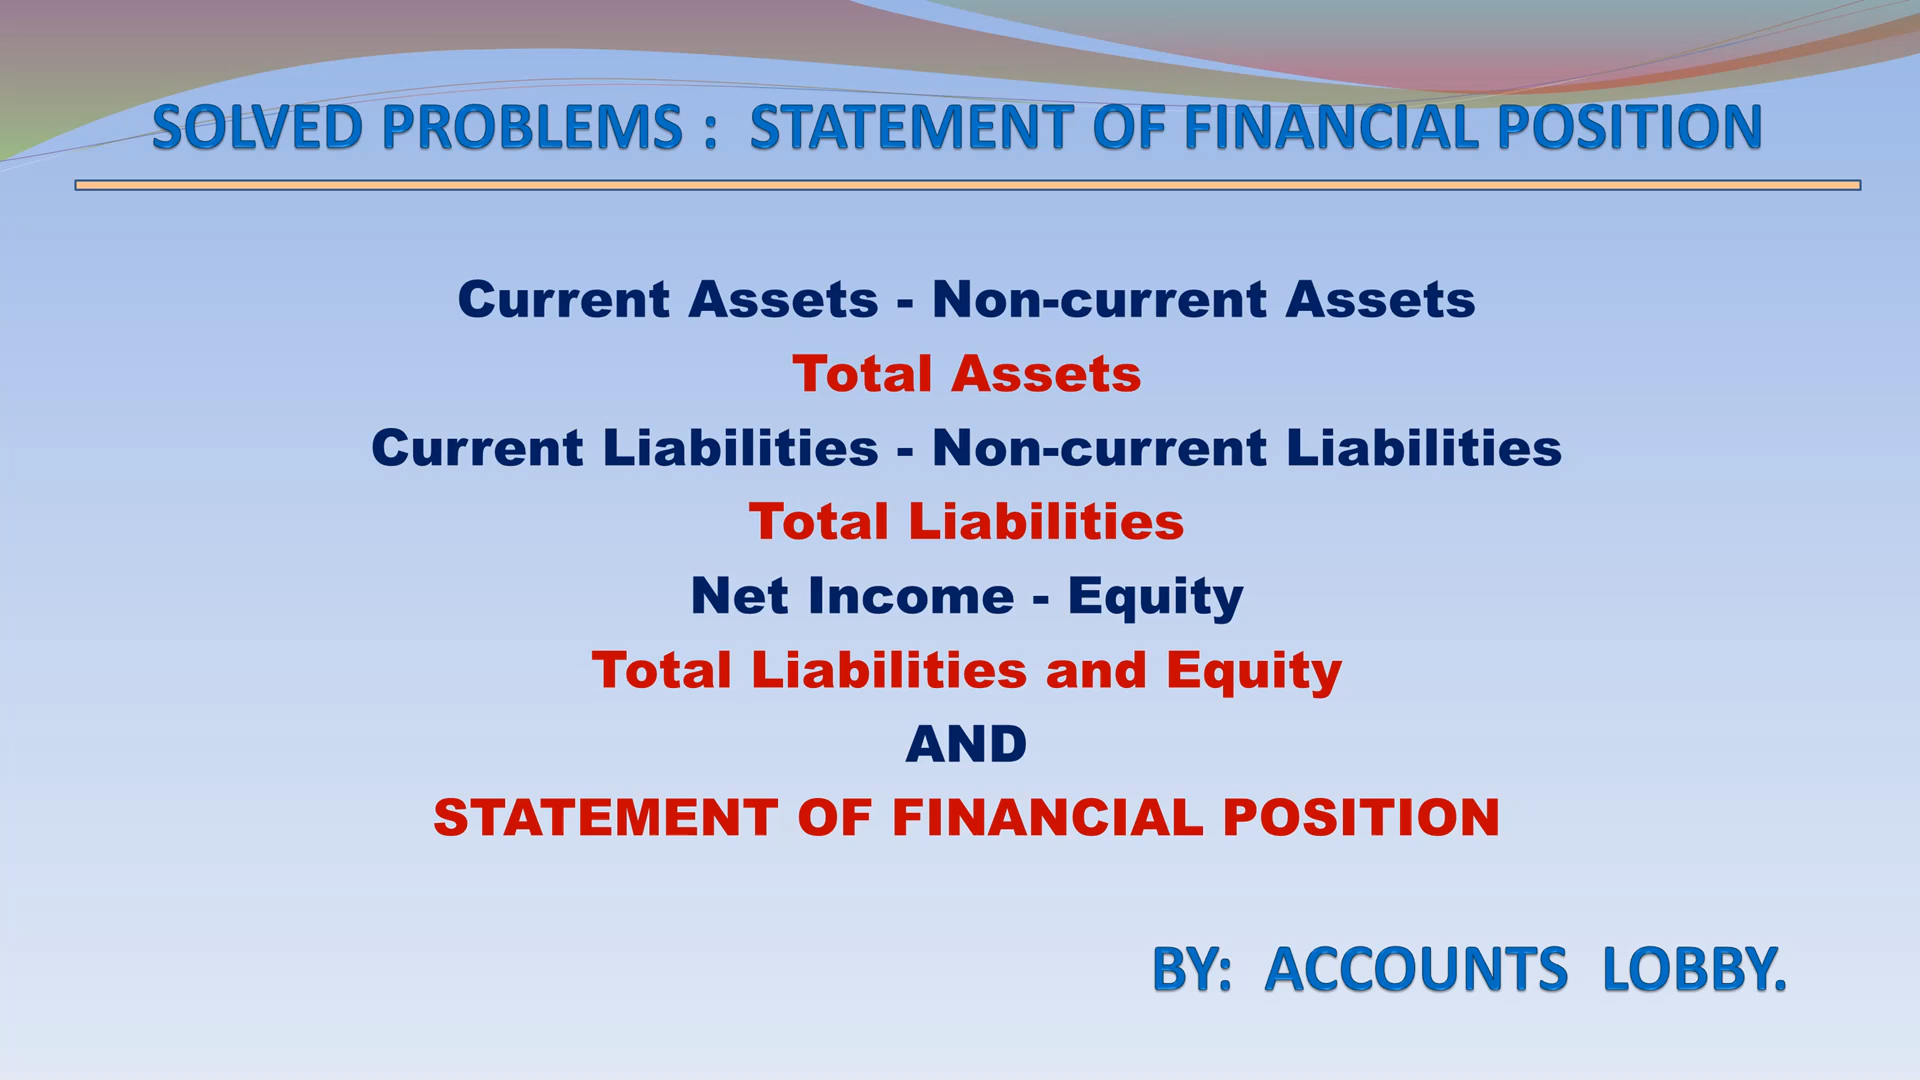 SOLVED PROBLEMS : STATEMENT OF FINANCIAL POSITION
Current Assets - Non-current Assets
Total Assets
Current Liabilities - Non-current Liabilities
Total Liabilities
Net Income - Equity
Total Liabilities and Equity
AND
STATEMENT OF FINANCIAL POSITION
BY: ACCOUNTS LOBBY.